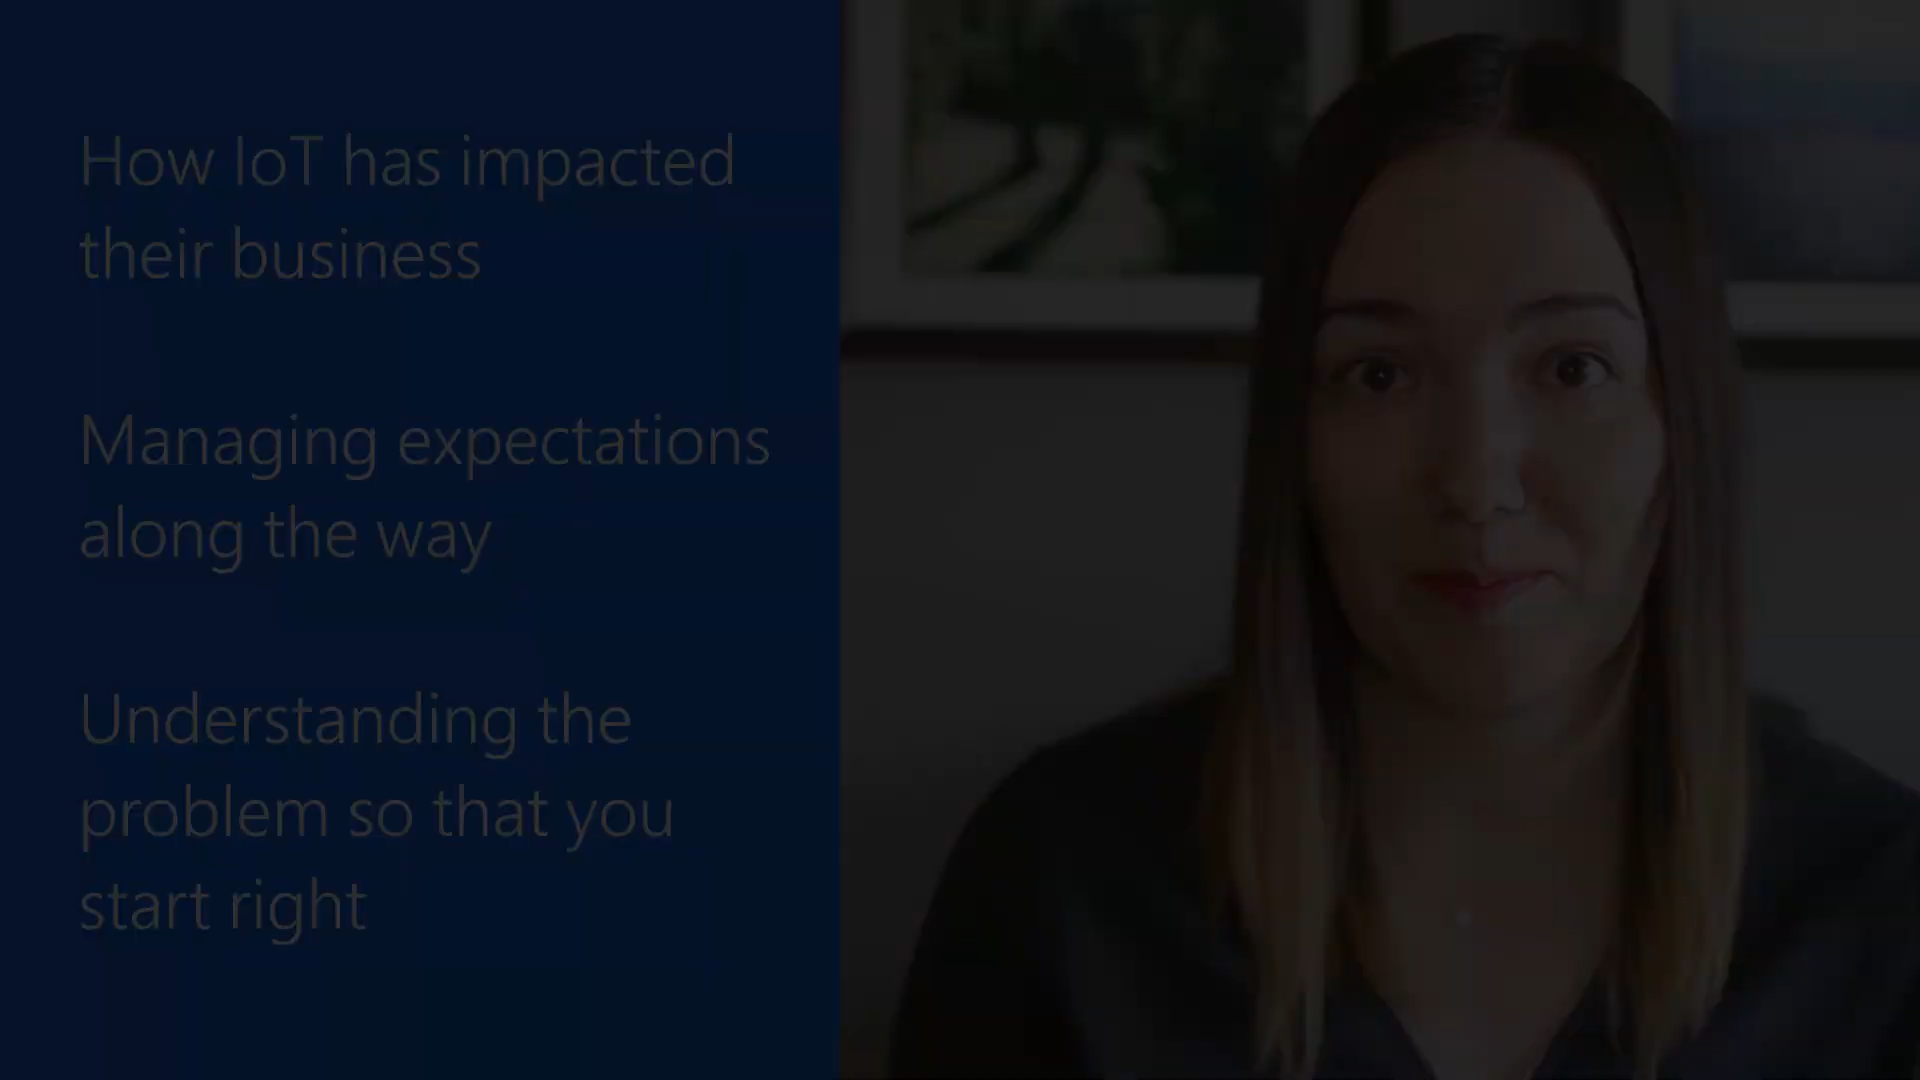 How IoT has impacted
their business
Managing expectations
along the way
Understanding the
problem so that you
start right